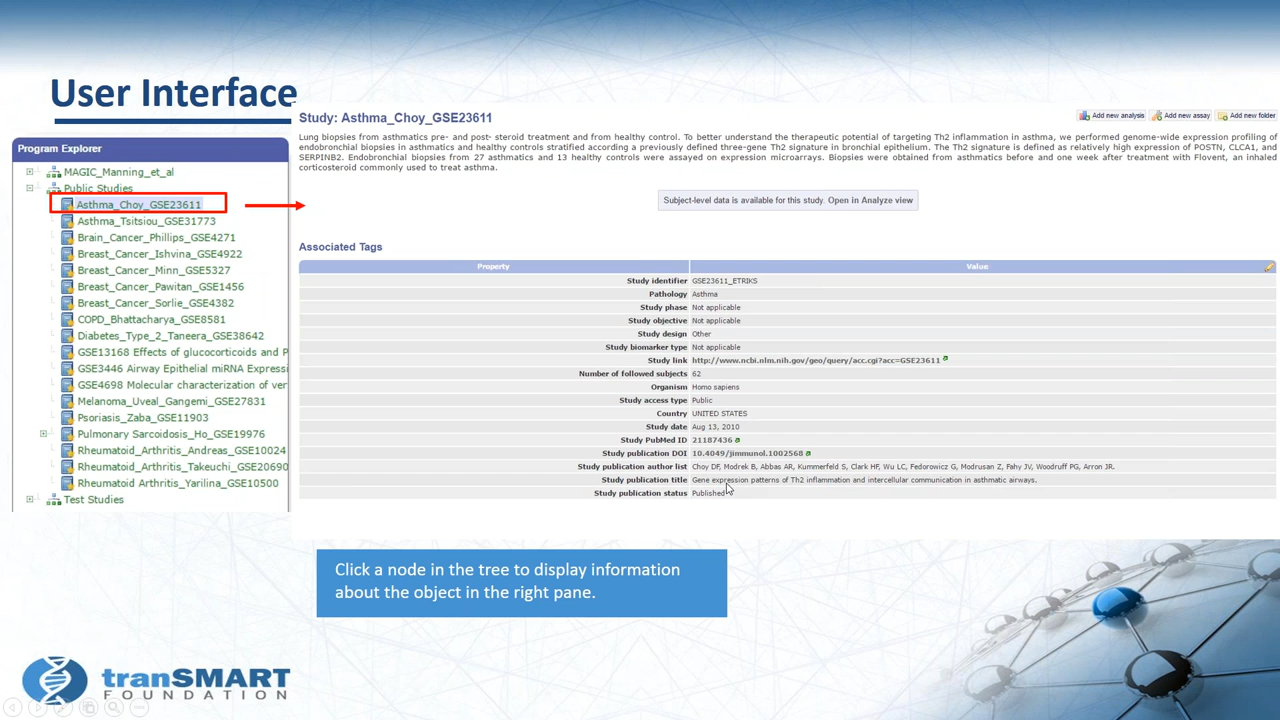 User Interface
Program Explorer
MAGIC_Manning_et_al
Public Studies
Asthma_Choy_GSE23611
Asthma_Tsitsiou_GSE31773
Brain_Cancer_Phillips_GSE4271
Breast_Cancer_Ishvina_GSE4922
Breast_Cancer_Minn_GSE5327
Breast_Cancer_Pawitan_GSE1456
Breast_Cancer_Sorlie_GSE4382
COPD_Bhattacharya_GSE8581
Diabetes_Type_2_Taneera_GSE38642
GSE13168 Effects of glucocorticoids and P
GSE3446 Airway Epithelial miRNA Expressi
GSE4698 Molecular characterization of ver
Melanoma_Uveal_Gangemi_GSE27831
Psoriasis_Zaba_GSE11903
Pulmonary Sarcoidosis_Ho_GSE19976
Rheumatoid_Arthritis_Andreas_GSE10024
Rheumatoid_Arthritis_Takeuchi_GSE20690
Rheumatoid Arthritis_Yarilina_GSE10500
Test Studies
Study: Asthma_Choy_GSE23611
Add new analysis Add new assay Add new folder
Lung biopsies from asthmatics pre- and post- steroid treatment and from healthy control. To better understand the therapeutic potential of targeting Th2 inflammation in asthma, we performed genome-wide expression profiling of
endobronchial biopsies in asthmatics and healthy controls stratified according a previously defined three-gene Th2 signature in bronchial epithelium. The Th2 signature is defined as relatively high expression of POSTN, CLCA1, and
SERPINB2. Endobronchial biopsies from 27 asthmatics and 13 healthy controls were assayed on expression microarrays. Biopsies were obtained from asthmatics before and one week after treatment with Flovent, an inhaled
corticosteroid commonly used to treat asthma.
Subject-level data is available for this study. Open in Analyze view
Associated Tags
Property Value
Study identifier GSE23611_ETRIKS
Pathology Asthma
Study phase Not applicable
Study objective Not applicable
Study design Other
Study biomarker type Not applicable
Study link http://www.ncbi.nlm.nih.gov/geo/query/acc.cgi?acc=GSE23611
Number of followed subjects 62
Organism Homo sapiens
Study access type Public
Country UNITED STATES
Study date Aug 13, 2010
Study PubMed ID 21187436
Study publication DOI 10.4049/jimmunol.1002568
Study publication author list Choy DF, Modrek B, Abbas AR, Kummerfeld S, Clark HF, Wu LC, Fedorowicz G, Modrusan Z, Fahy JV, Woodruff PG, Arron JR.
Study publication title Gene expression patterns of Th2 inflammation and intercellular communication in asthmatic airways.
Study publication status Published
Click a node in the tree to display information
about the object in the right pane.
tranSMART
FOUNDATION